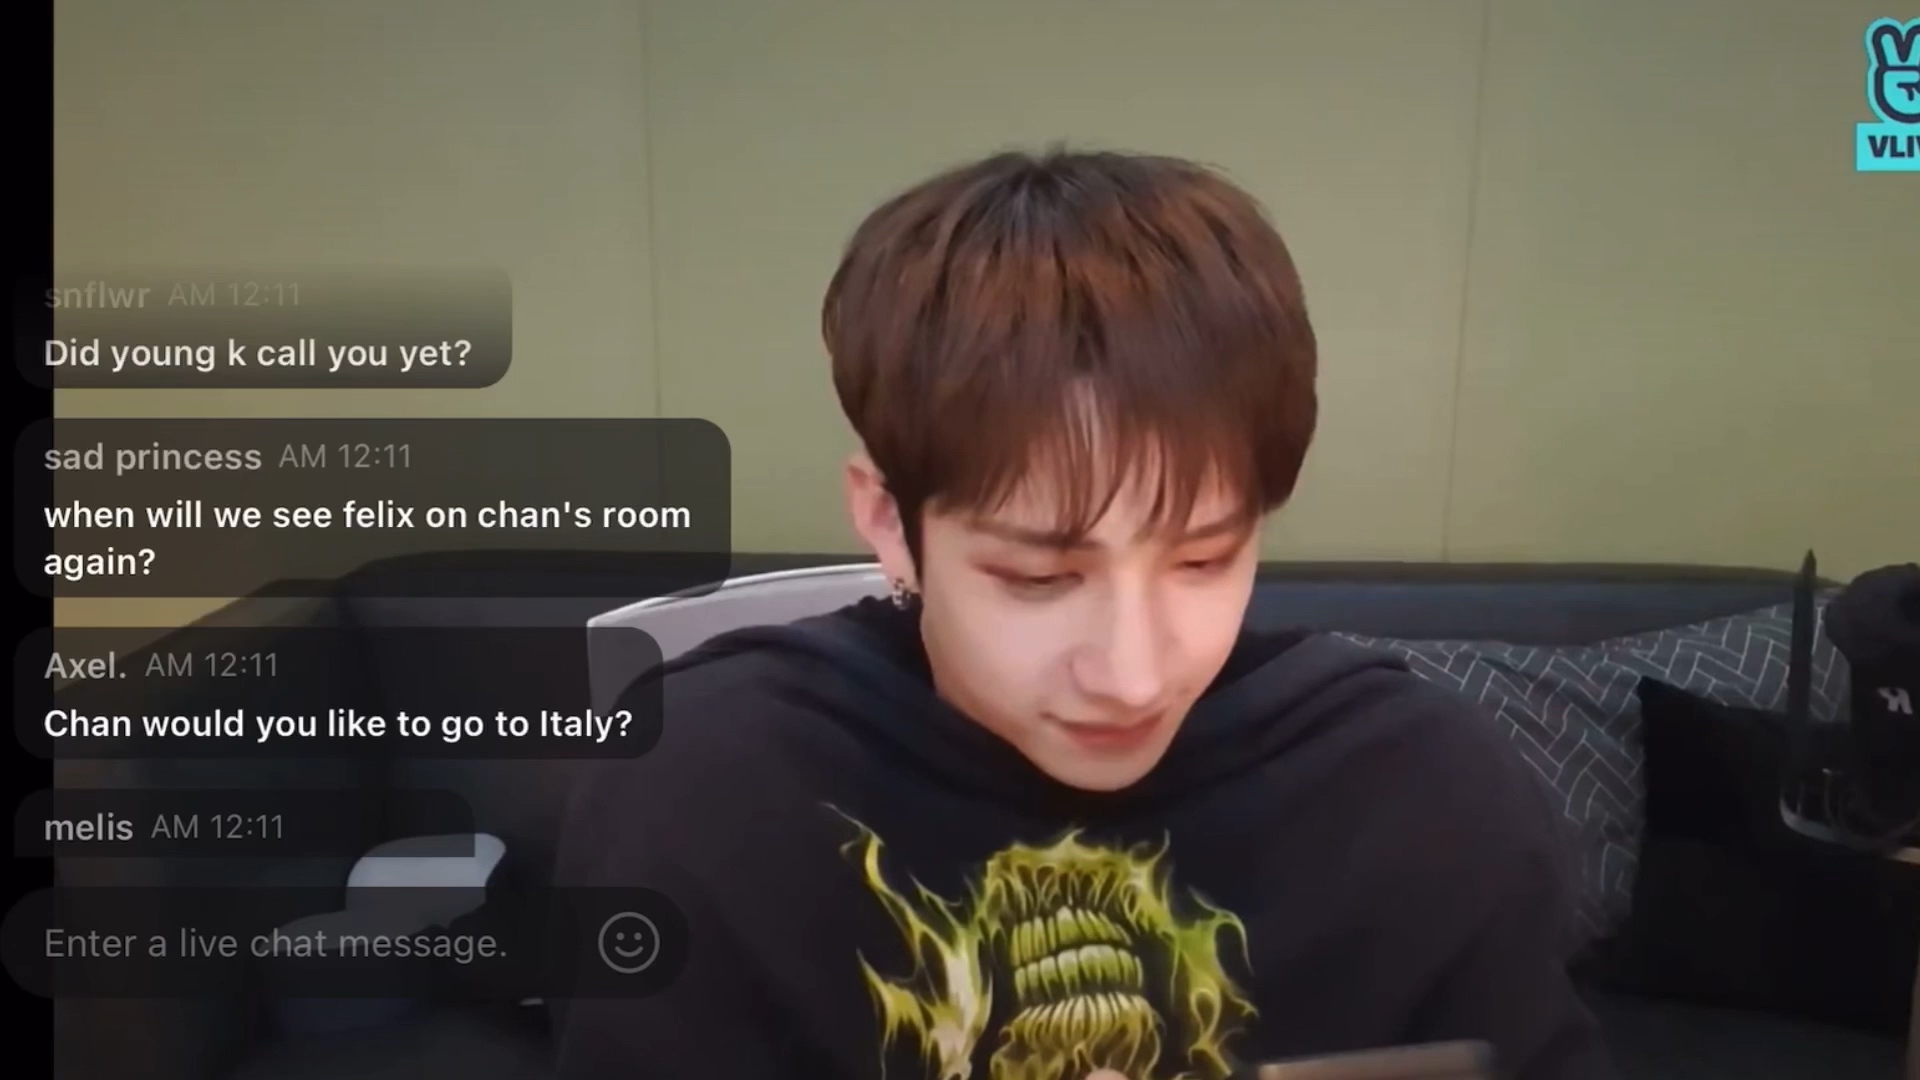 VLIV
snflwr AM 12:11
Did young k call you yet?
sad princess AM 12:11
when will we see felix on chan's room
again?
Axel. AM 12:11
Chan would you like to go to Italy?
melis AM 12:11
Enter a live chat message.